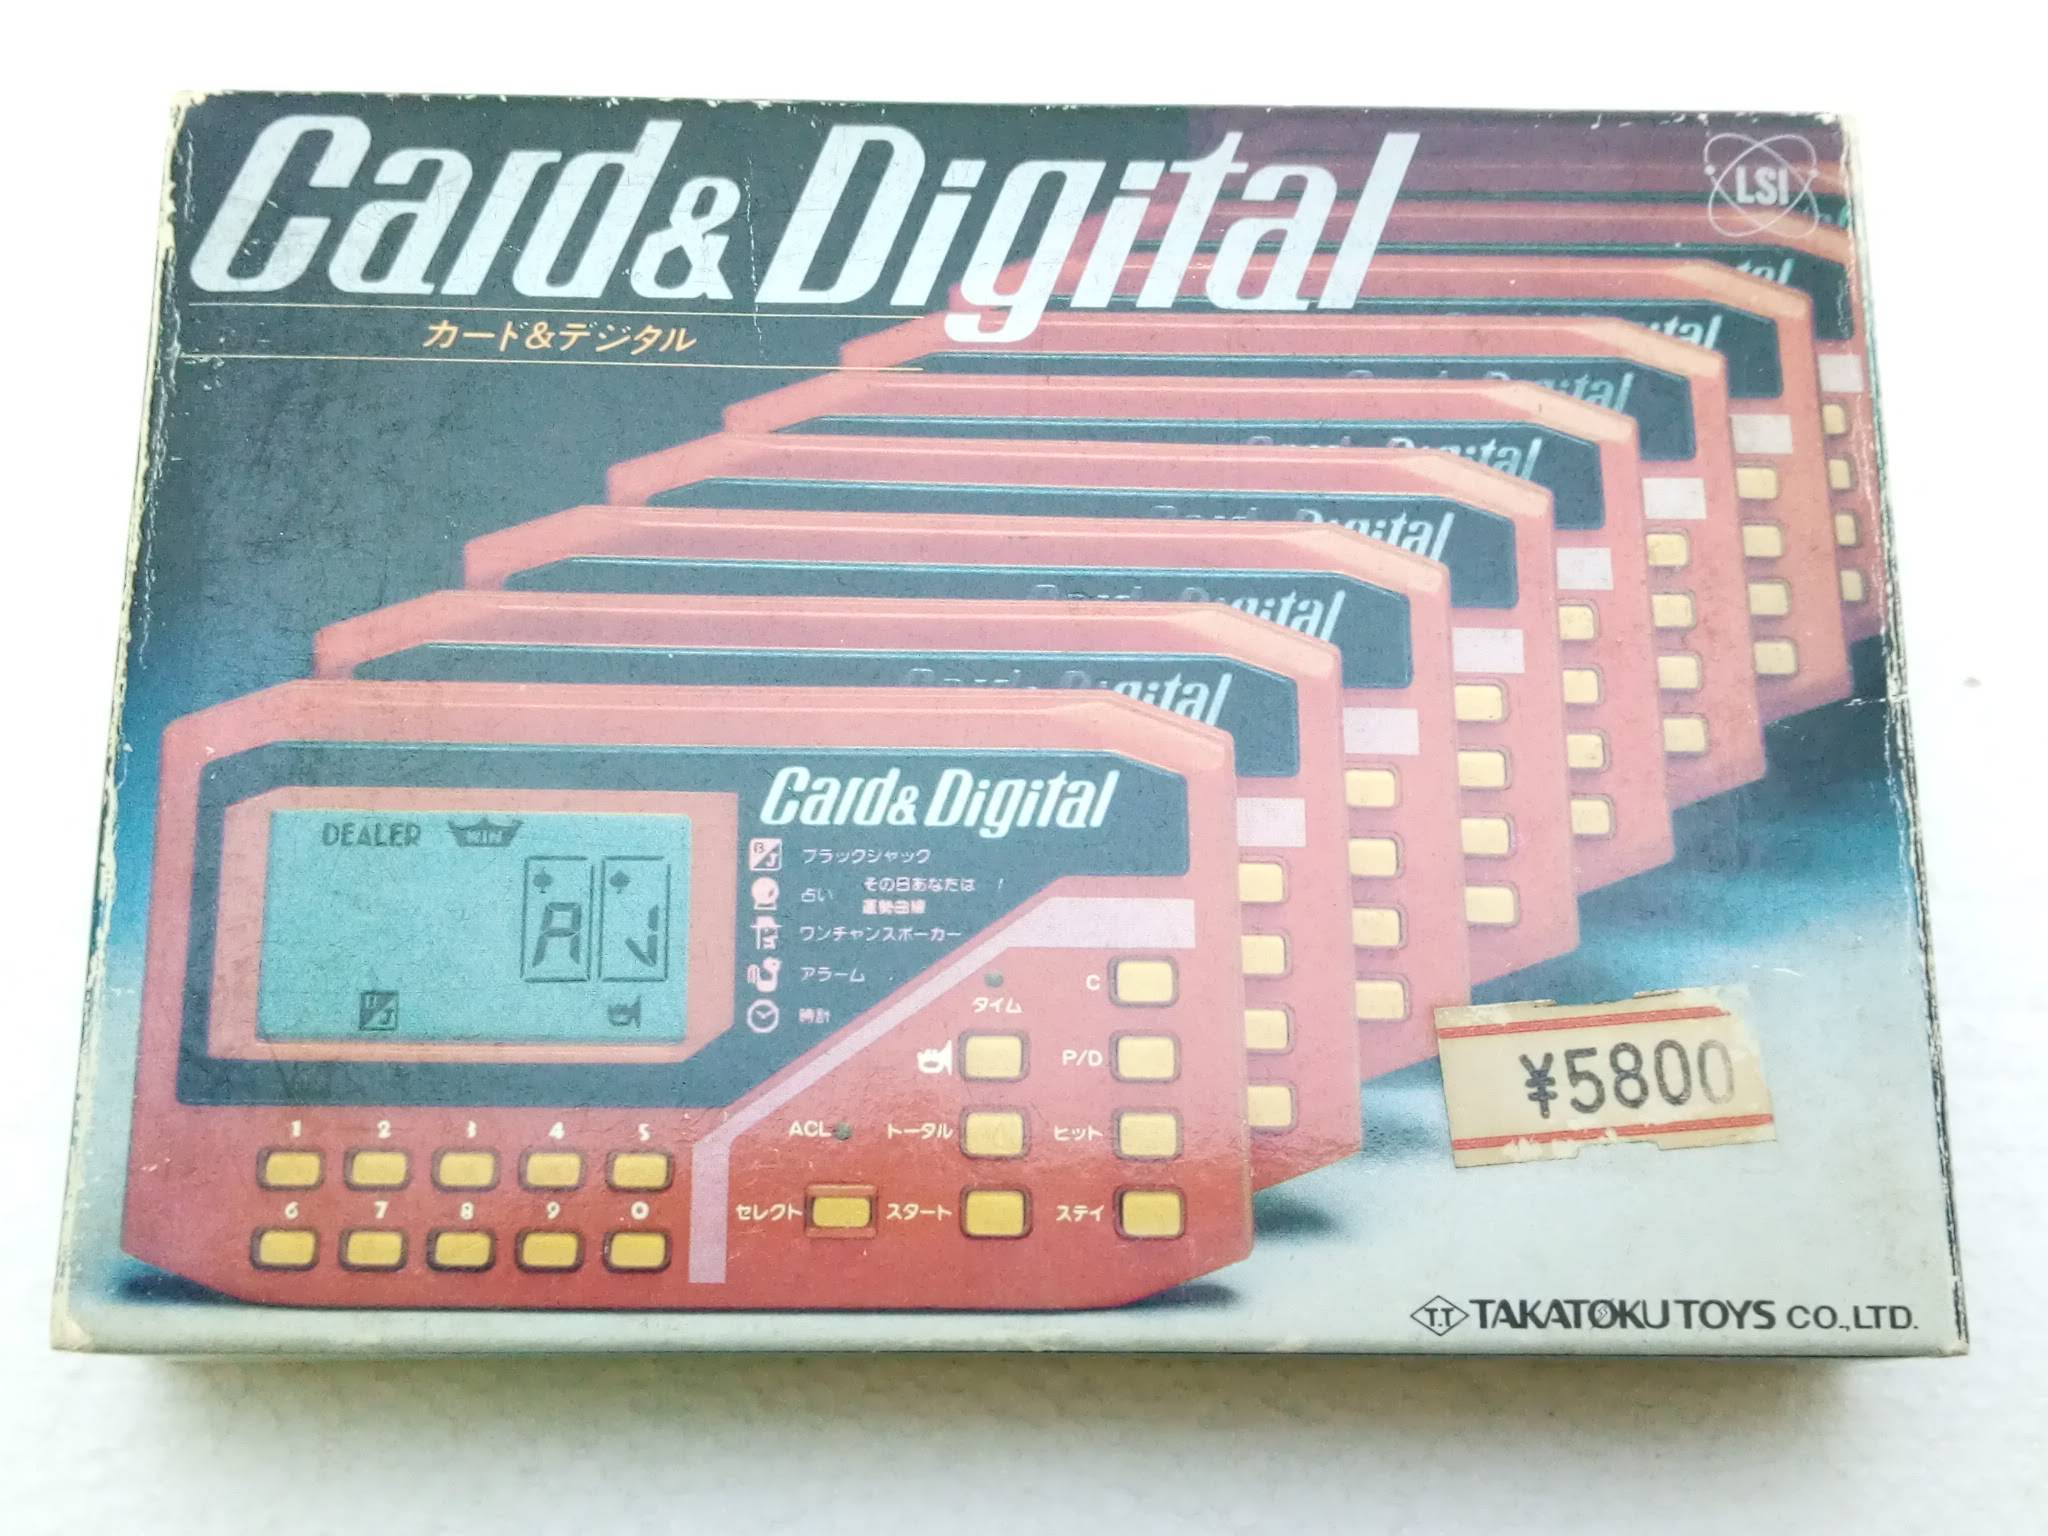 Card & Digital
LSI
カード&デジタル
Card & Digital
DEALER WIN
A J
B/J
B/J ブラックジャック
占い その日あなたは !
運勢曲線
ワンチャンスポーカー
アラーム
時計
タイム
C
P/D
ACL
トータル
ヒット
セレクト
スタート
ステイ
1 2 3 4 5
6 7 8 9 0
¥5800
T.T TAKATOKU TOYS CO.,LTD.